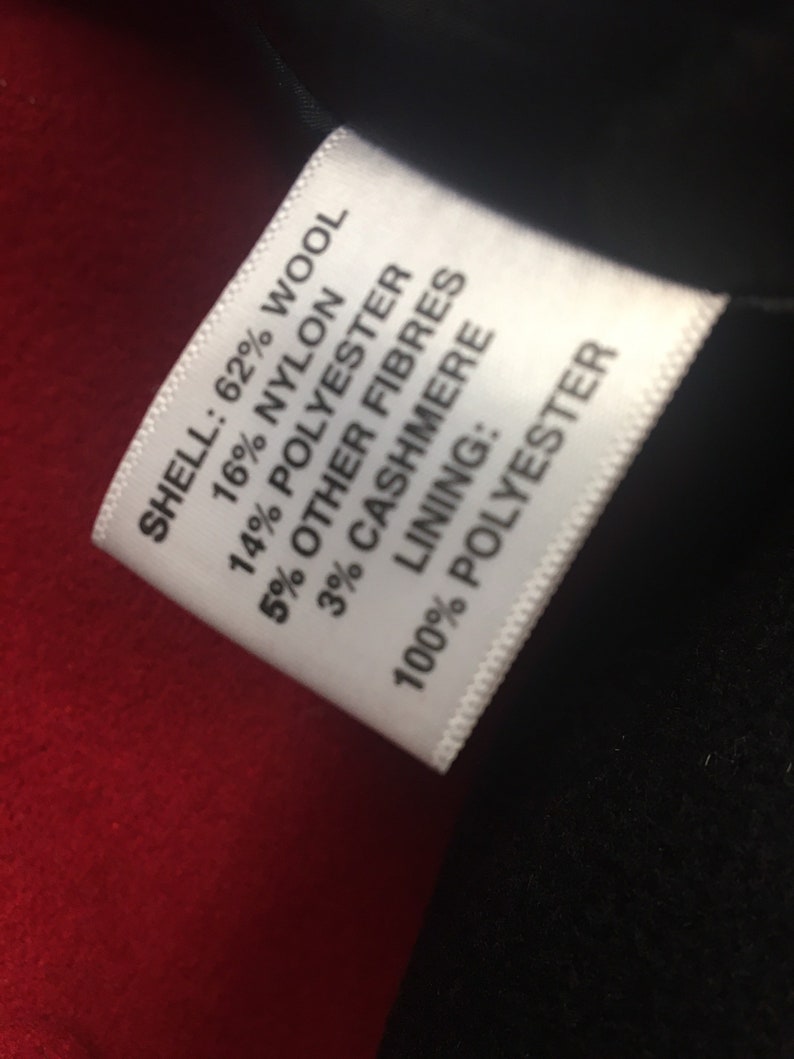 SHELL: 62% WOOL
16% NYLON
14% POLYESTER
5% OTHER FIBRES
3% CASHMERE
LINING:
100% POLYESTER